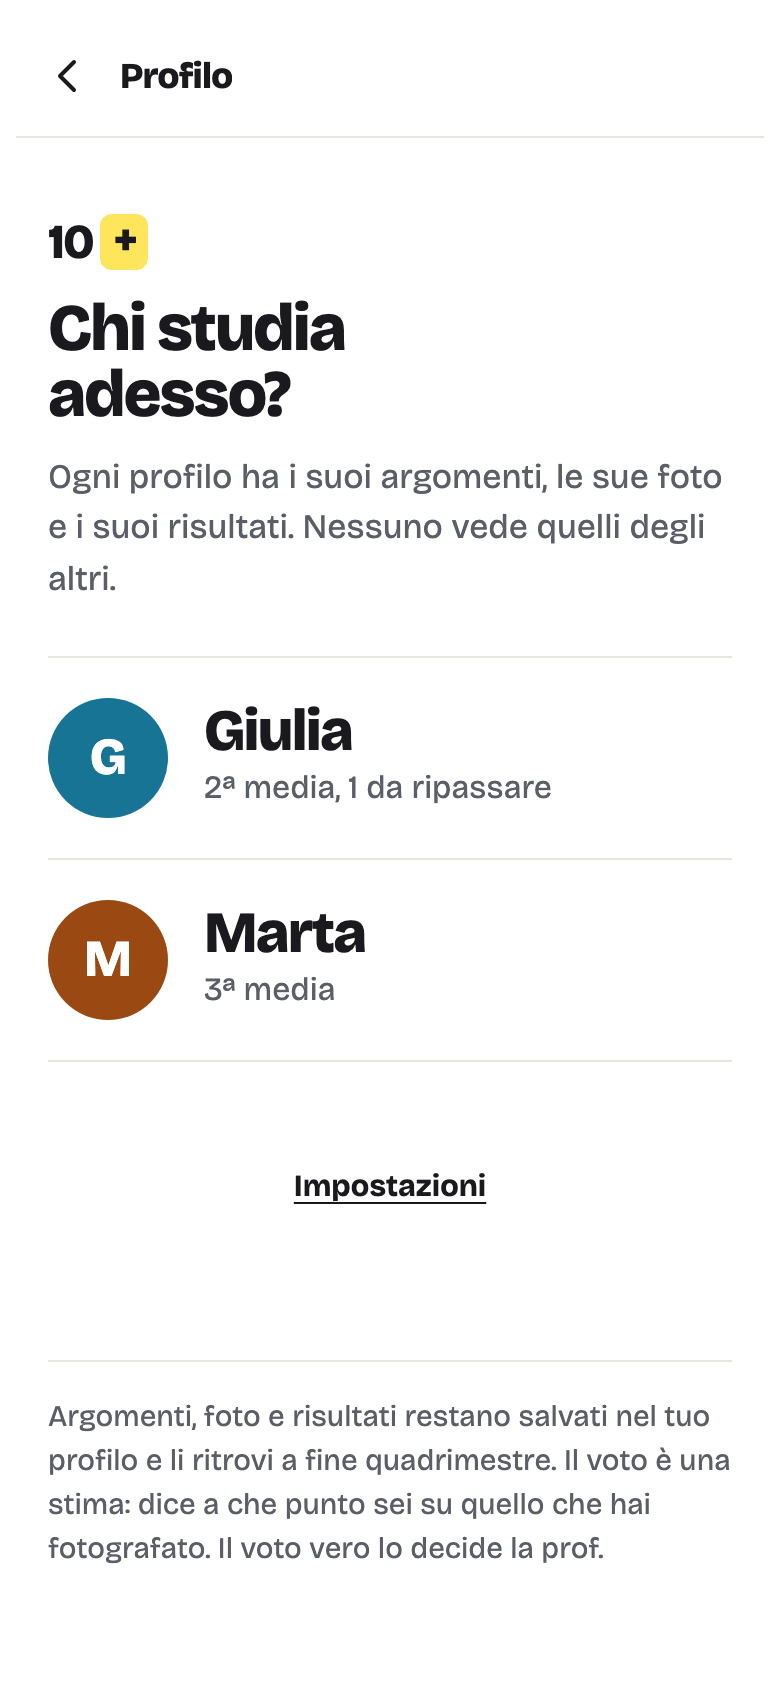 Profilo
10 +
Chi studia
adesso?
Ogni profilo ha i suoi argomenti, le sue foto
e i suoi risultati. Nessuno vede quelli degli
altri.
G
Giulia
2ª media, 1 da ripassare
M
Marta
3ª media
Impostazioni
Argomenti, foto e risultati restano salvati nel tuo
profilo e li ritrovi a fine quadrimestre. Il voto è una
stima: dice a che punto sei su quello che hai
fotografato. Il voto vero lo decide la prof.